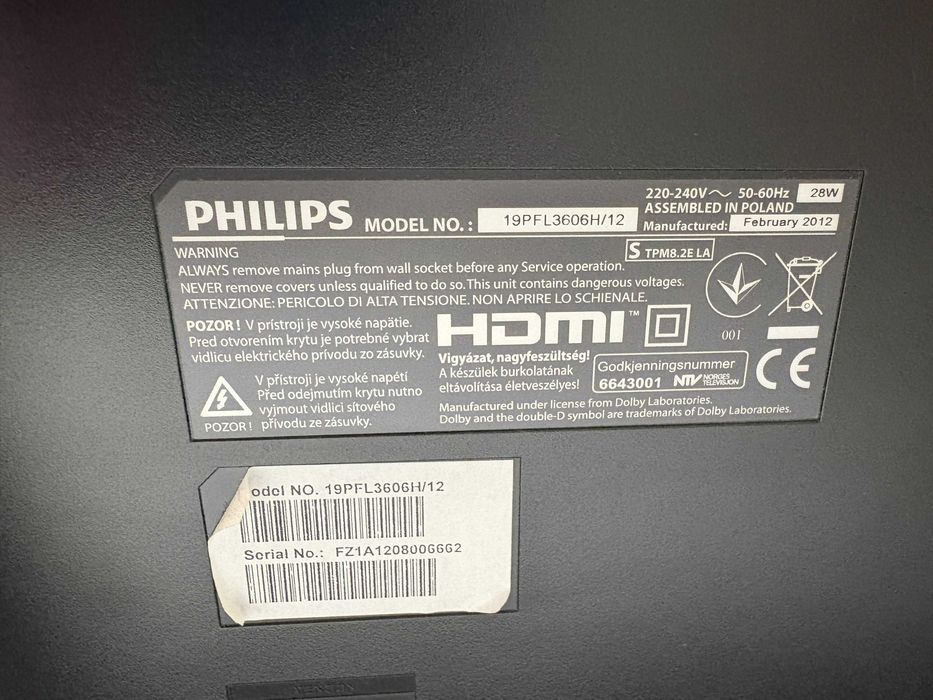 PHILIPS MODEL NO. : 19PFL3606H/12
220-240V~ 50-60Hz 28W
ASSEMBLED IN POLAND
Manufactured: February 2012
S TPM8.2E LA
WARNING
ALWAYS remove mains plug from wall socket before any Service operation.
NEVER remove covers unless qualified to do so. This unit contains dangerous voltages.
ATTENZIONE: PERICOLO DI ALTA TENSIONE. NON APRIRE LO SCHIENALE.
POZOR ! V prístroji je vysoké napätie.
Pred otvorením krytu je potrebné vybrat
vidlicu elektrického prívodu zo zásuvky.
V přístroji je vysoké napětí
Před odejmutím krytu nutno
vyjmout vidlici síťového
POZOR ! přívodu ze zásuvky.
HDMI™
001
Vigyázat, nagyfeszültség!
A készülek burkolatának
eltávolítása életveszélyes!
Godkjenningsnummer
6643001 NTV NORGES
TELEVISJON
CE
Manufactured under license from Dolby Laboratories.
Dolby and the double-D symbol are trademarks of Dolby Laboratories.
odel NO. 19PFL3606H/12
Serial No.: FZ1A1208006662